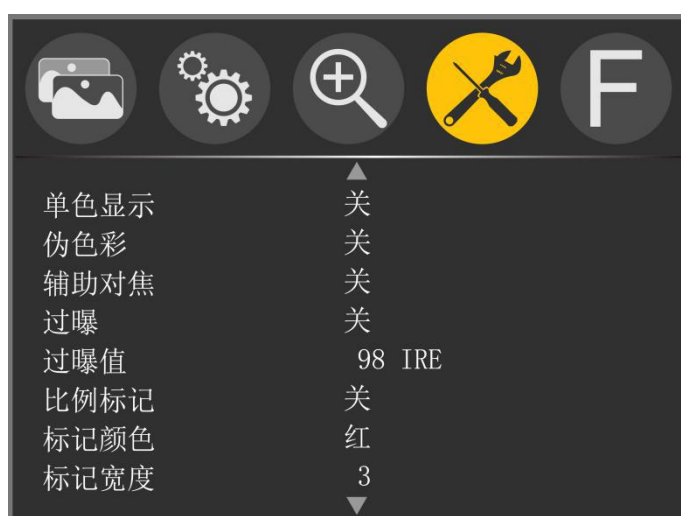 F
单色显示 关
伪色彩 关
辅助对焦 关
过曝 关
过曝值 98 IRE
比例标记 关
标记颜色 红
标记宽度 3